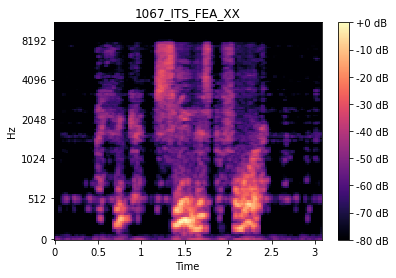 1067_ITS_FEA_XX
+0 dB
8192
-10 dB
4096
-20 dB
-30 dB
2048
Hz
-40 dB
1024
-50 dB
512
-60 dB
-70 dB
0
-80 dB
0 0.5 1 1.5 2 2.5 3
Time